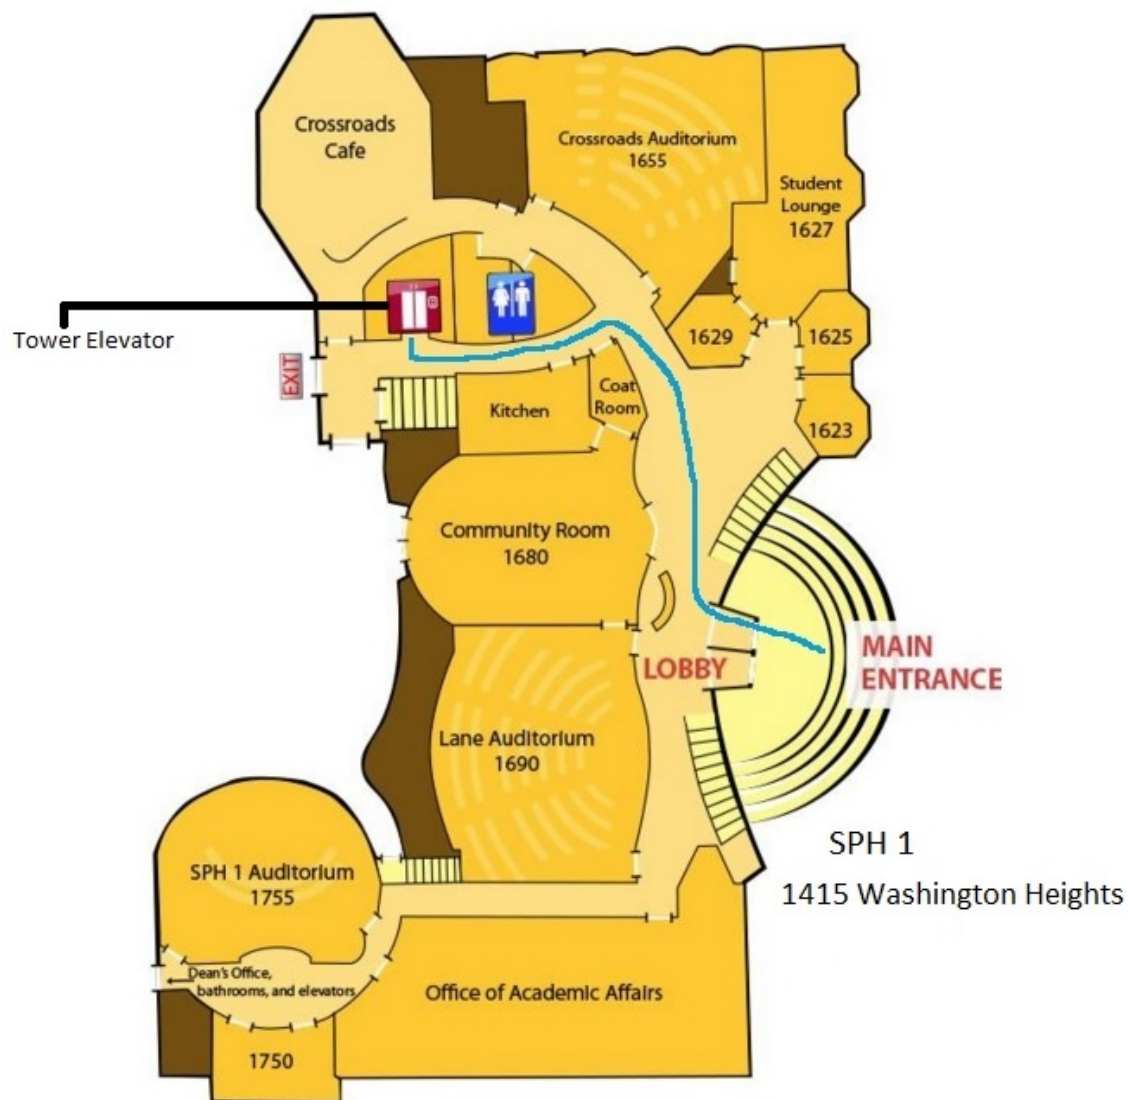 Crossroads
Cafe
Crossroads Auditorium
1655
Student
Lounge
1627
Tower Elevator
EXIT
1629
1625
1623
Coat
Room
Kitchen
Community Room
1680
LOBBY
MAIN
ENTRANCE
Lane Auditorium
1690
SPH 1
1415 Washington Heights
SPH 1 Auditorium
1755
Dean's Office,
bathrooms, and elevators
Office of Academic Affairs
1750